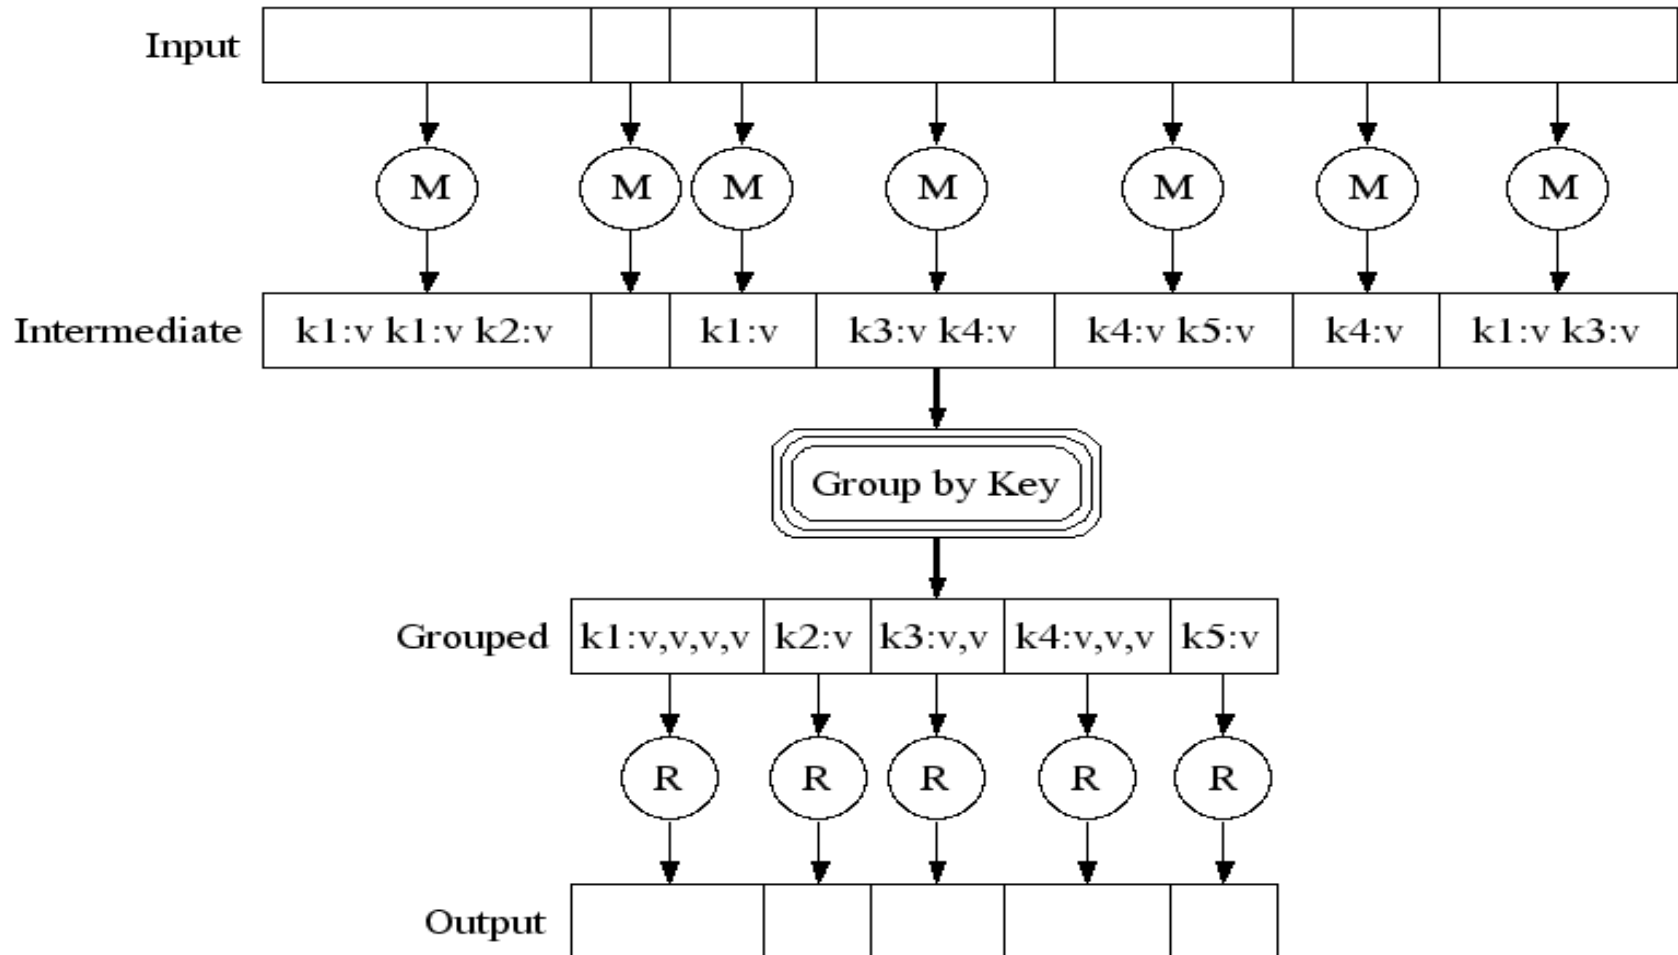 Input
M M M M M M M
Intermediate k1:v k1:v k2:v k1:v k3:v k4:v k4:v k5:v k4:v k1:v k3:v
Group by Key
Grouped k1:v,v,v,v k2:v k3:v,v k4:v,v,v k5:v
R R R R R
Output